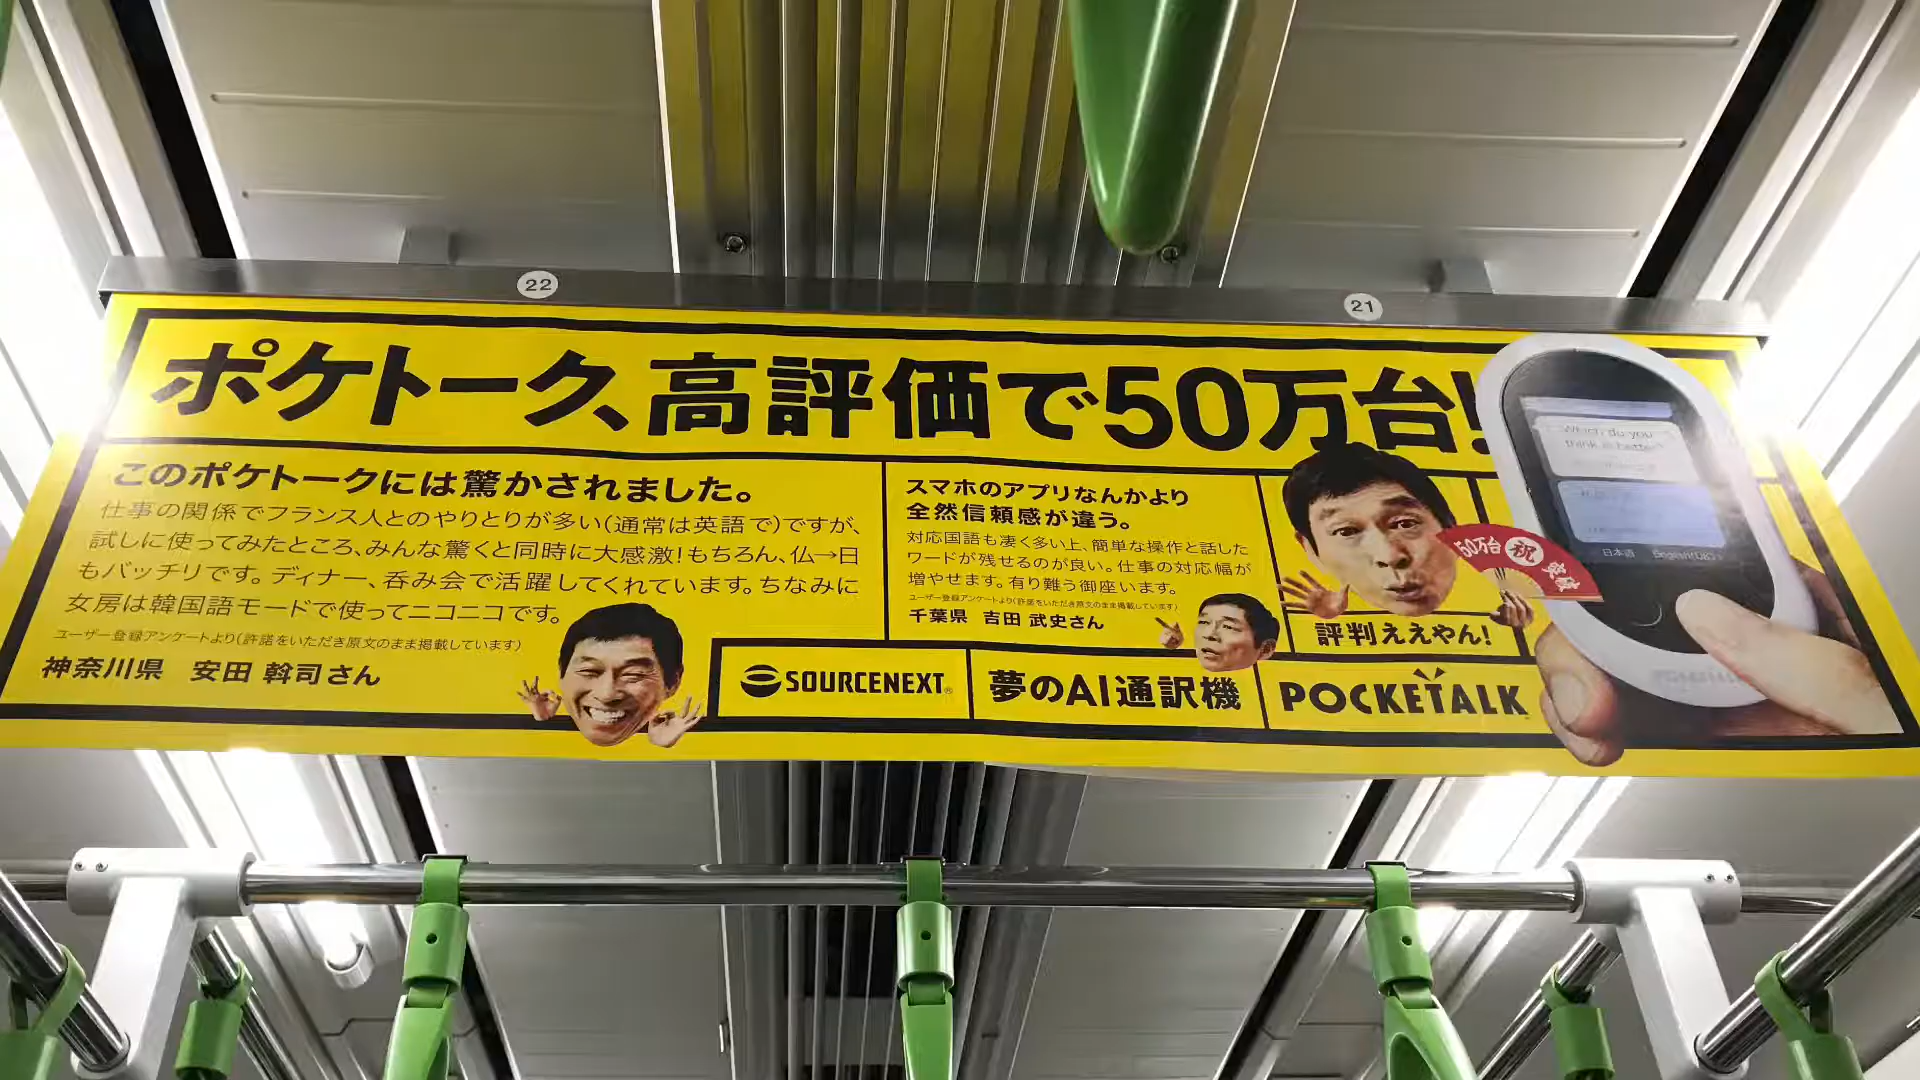 22
21
ポケトーク、高評価で50万台!
このポケトークには驚かされました。
仕事の関係でフランス人とのやりとりが多い(通常は英語で)ですが、
試しに使ってみたところ、みんな驚くと同時に大感激!もちろん、仏→日
もバッチリです。ディナー、呑み会で活躍してくれています。ちなみに
女房は韓国語モードで使ってニコニコです。
ユーザー登録アンケートより(許諾をいただき原文のまま掲載しています)
神奈川県 安田 斡司さん
スマホのアプリなんかより
全然信頼感が違う。
対応国語も凄く多い上、簡単な操作と話した
ワードが残せるのが良い。仕事の対応幅が
増やせます。有り難う御座います。
ユーザー登録アンケートより(許諾をいただき原文のまま掲載しています)
千葉県 吉田 武史さん
50万台 祝 突破
評判ええやん!
SOURCENEXT®
夢のAI通訳機
POCKETALK
Which do you
think is better?
日本語 English(UK)